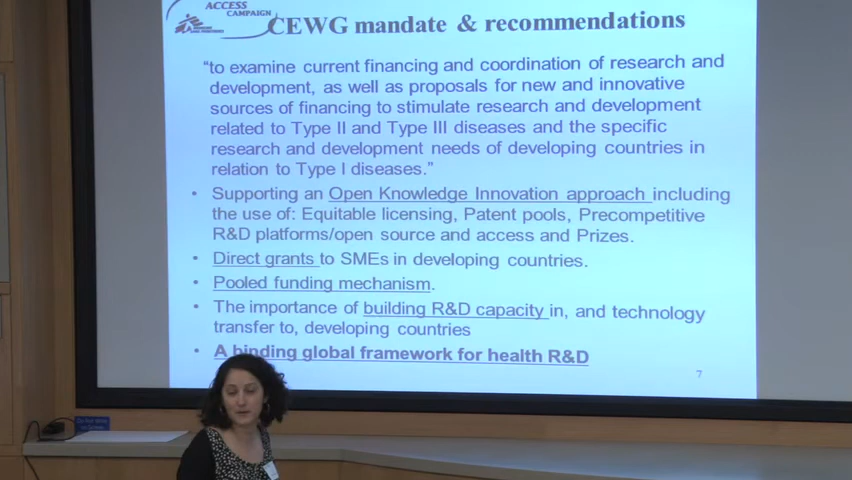 ACCESS
CAMPAIGN
CEWG mandate & recommendations
“to examine current financing and coordination of research and
development, as well as proposals for new and innovative
sources of financing to stimulate research and development
related to Type II and Type III diseases and the specific
research and development needs of developing countries in
relation to Type I diseases.”
• Supporting an Open Knowledge Innovation approach including
the use of: Equitable licensing, Patent pools, Precompetitive
R&D platforms/open source and access and Prizes.
• Direct grants to SMEs in developing countries.
• Pooled funding mechanism.
• The importance of building R&D capacity in, and technology
transfer to, developing countries
• A binding global framework for health R&D
7